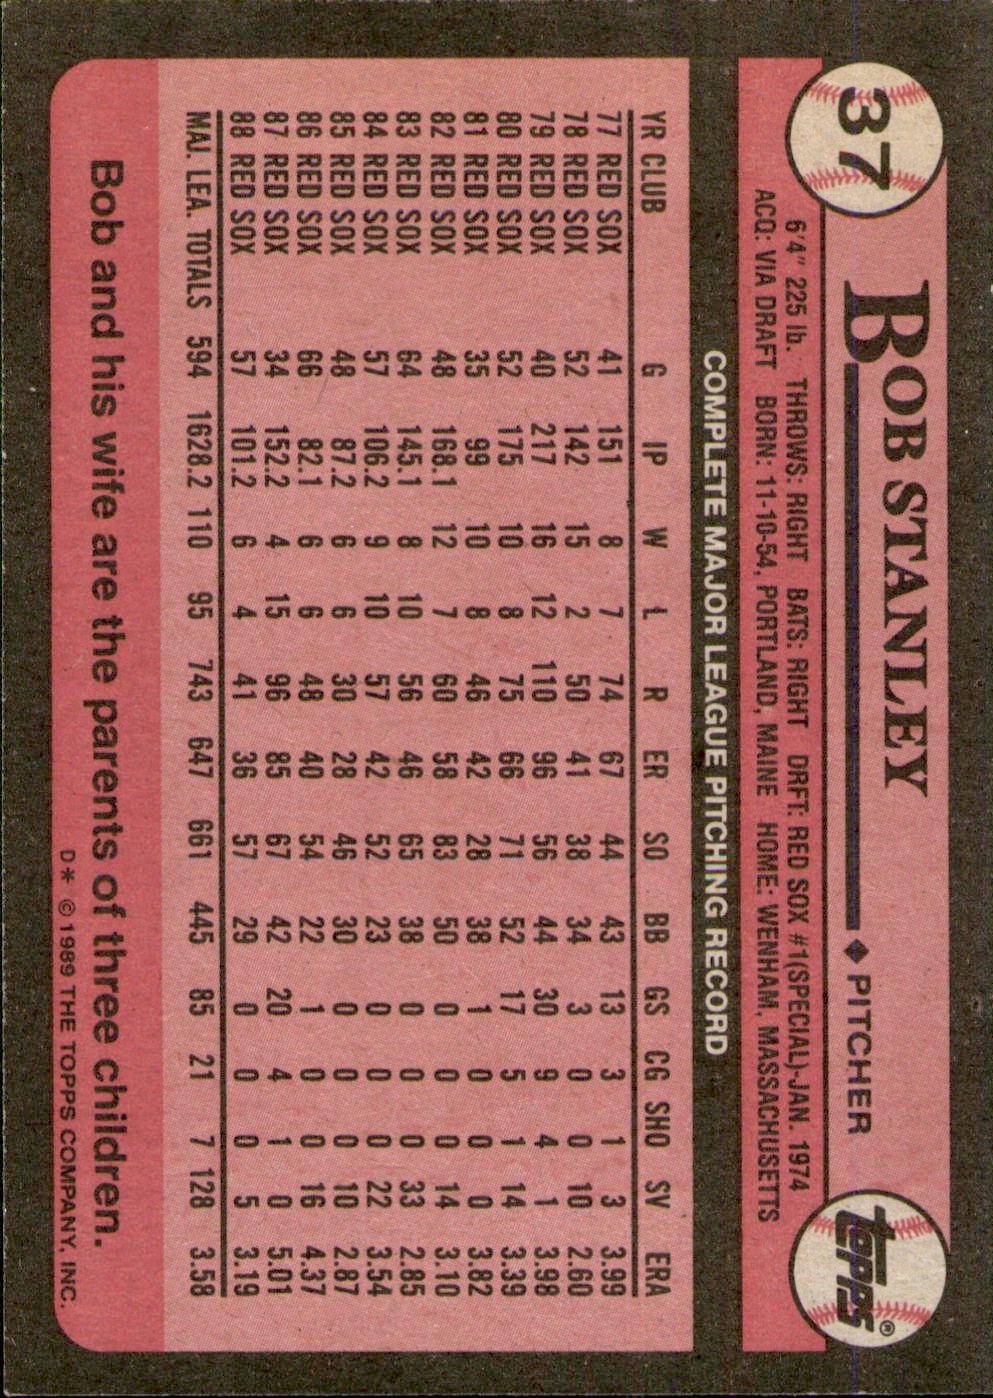 37
BOB STANLEY ◆ PITCHER
TOPPS®
6'4" 225 lb. THROWS: RIGHT BATS: RIGHT DRFT: RED SOX #1(SPECIAL)-JAN. 1974
ACQ: VIA DRAFT BORN: 11-10-54, PORTLAND, MAINE HOME: WENHAM, MASSACHUSETTS
COMPLETE MAJOR LEAGUE PITCHING RECORD
YR CLUB G IP W L R ER SO BB GS CG SHO SV ERA
77 RED SOX 41 151 8 7 74 67 44 43 13 3 1 3 3.99
78 RED SOX 52 142 15 2 50 41 38 34 3 0 0 10 2.60
79 RED SOX 40 217 16 12 110 96 56 44 30 9 4 1 3.98
80 RED SOX 52 175 10 8 75 66 71 52 17 5 1 14 3.39
81 RED SOX 35 99 10 8 46 42 28 38 1 0 0 0 3.82
82 RED SOX 48 168.1 12 7 60 58 83 50 0 0 0 14 3.10
83 RED SOX 64 145.1 8 10 56 46 65 38 0 0 0 33 2.85
84 RED SOX 57 106.2 9 10 57 42 52 23 0 0 0 22 3.54
85 RED SOX 48 87.2 6 6 30 28 46 30 0 0 0 10 2.87
86 RED SOX 66 82.1 6 6 48 40 54 22 1 0 0 16 4.37
87 RED SOX 34 152.2 4 15 96 85 67 42 20 4 1 0 5.01
88 RED SOX 57 101.2 6 4 41 36 57 29 0 0 0 5 3.19
MAJ. LEA. TOTALS 594 1628.2 110 95 743 647 661 445 85 21 7 128 3.58
Bob and his wife are the parents of three children.
D* © 1989 THE TOPPS COMPANY, INC.